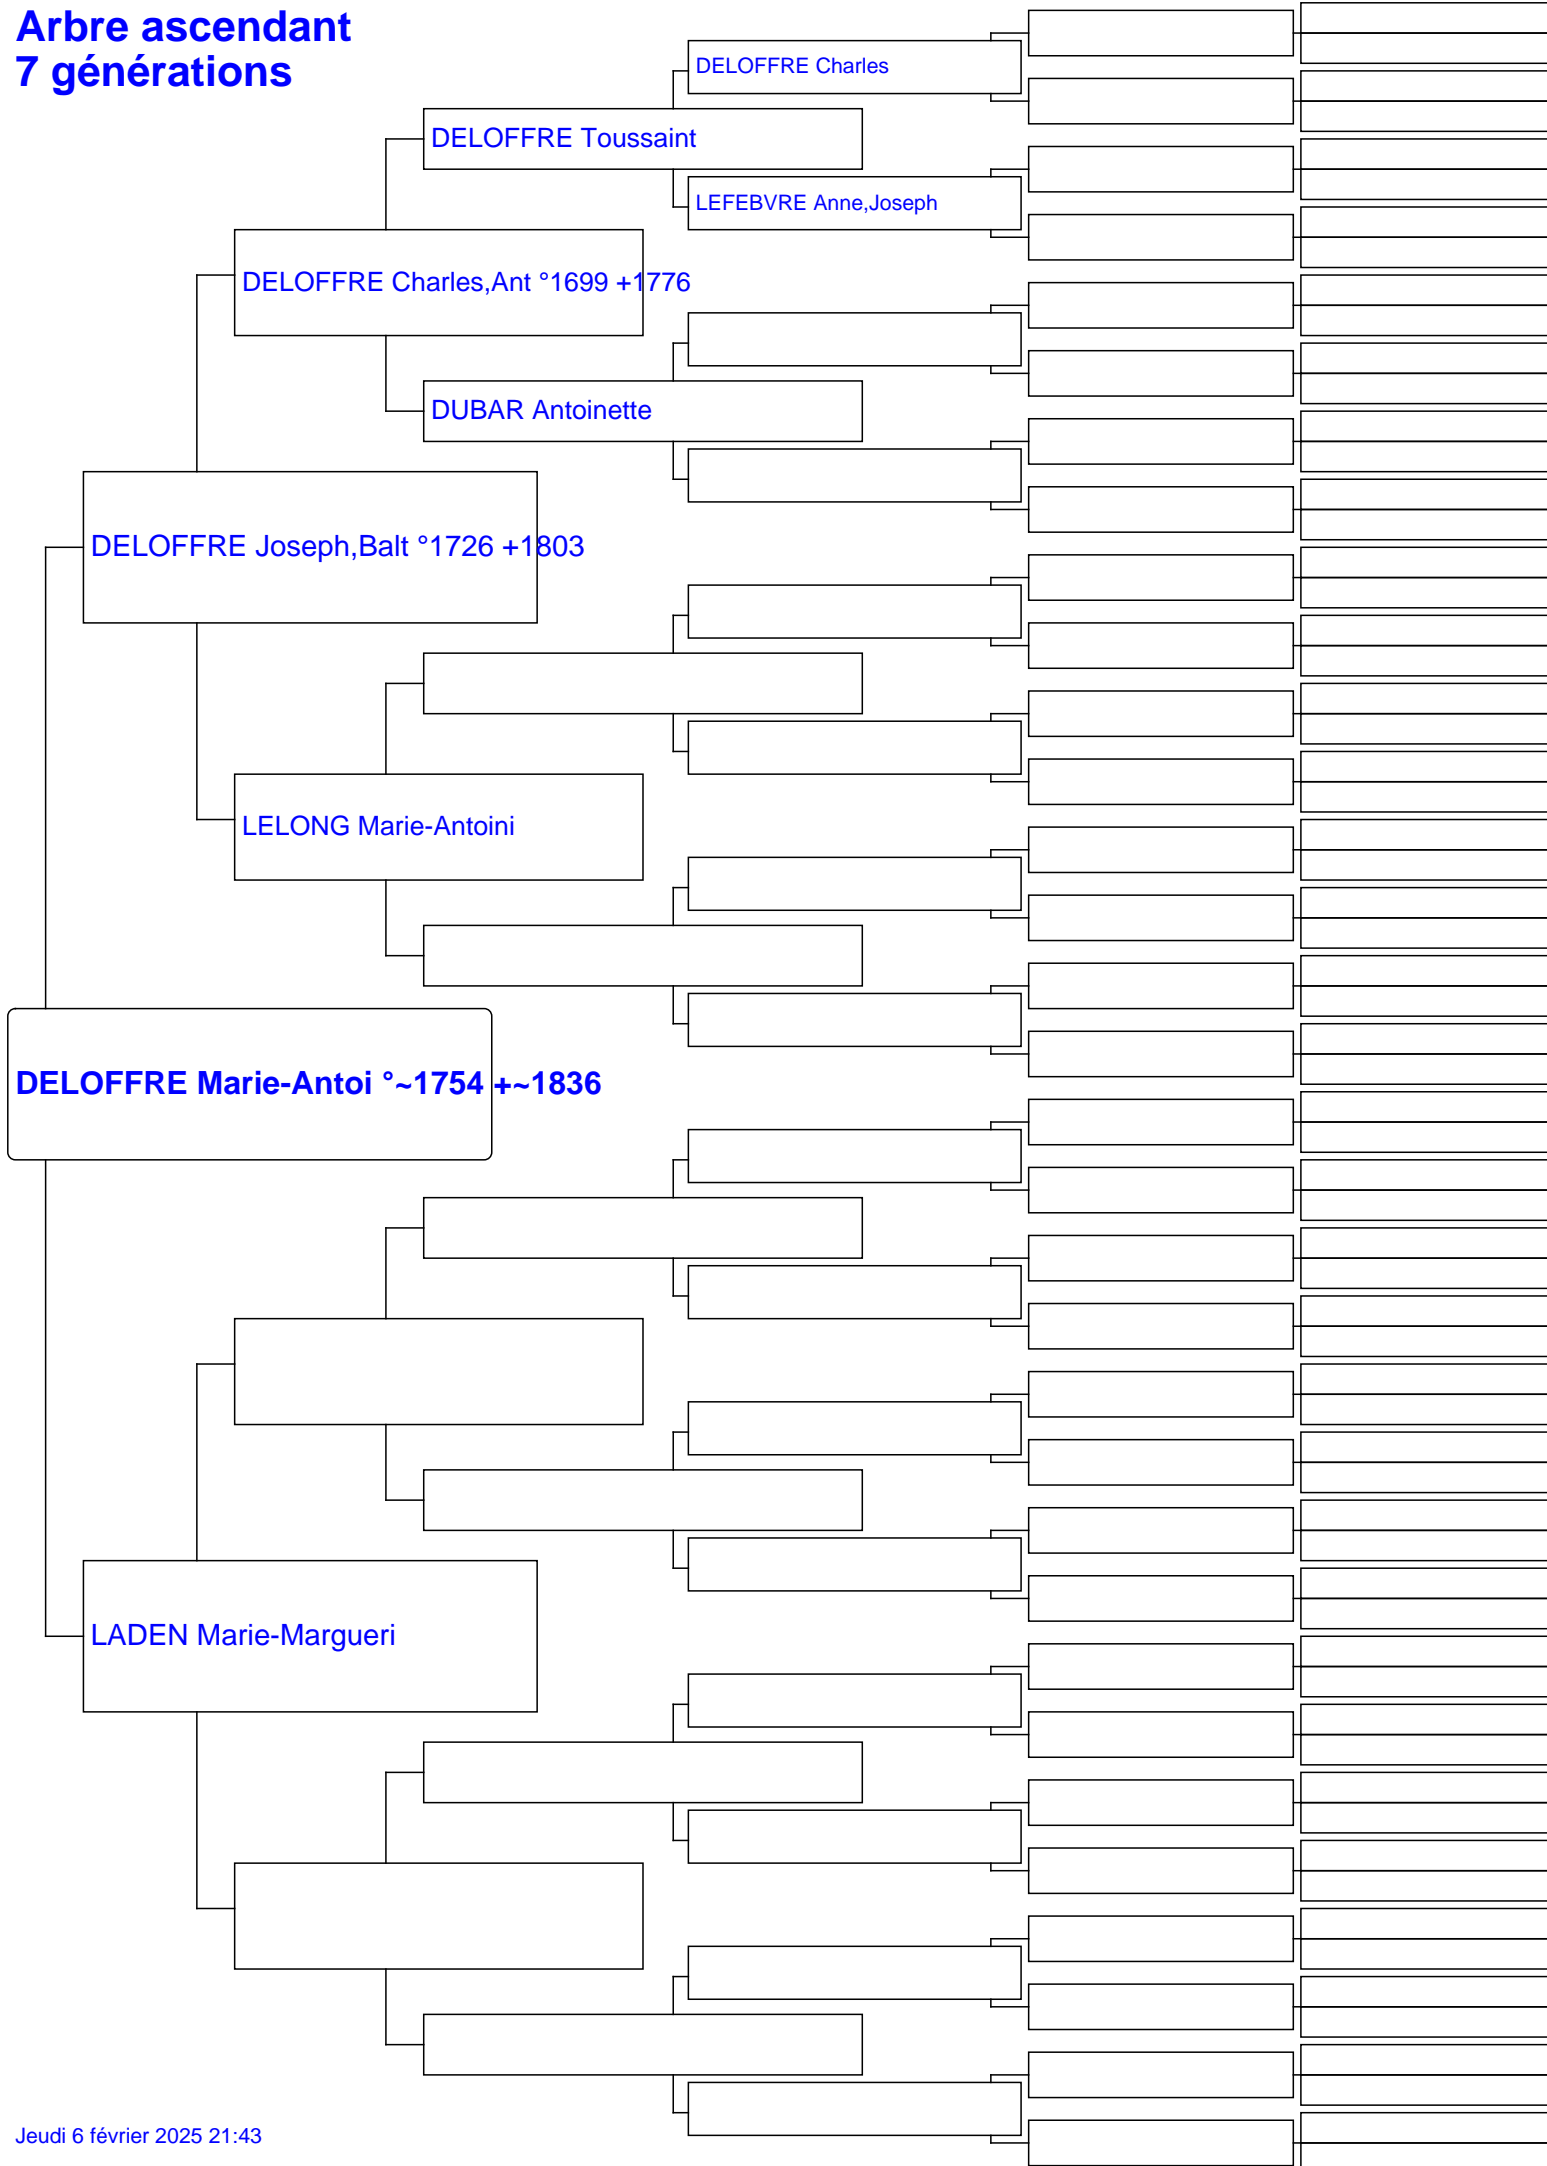 Arbre ascendant
7 générations
DELOFFRE Charles
DELOFFRE Toussaint
LEFEBVRE Anne,Joseph
DELOFFRE Charles,Ant °1699 +1776
DUBAR Antoinette
DELOFFRE Joseph,Balt °1726 +1803
LELONG Marie-Antoini
DELOFFRE Marie-Antoi °~1754 +~1836
LADEN Marie-Margueri
Jeudi 6 février 2025 21:43